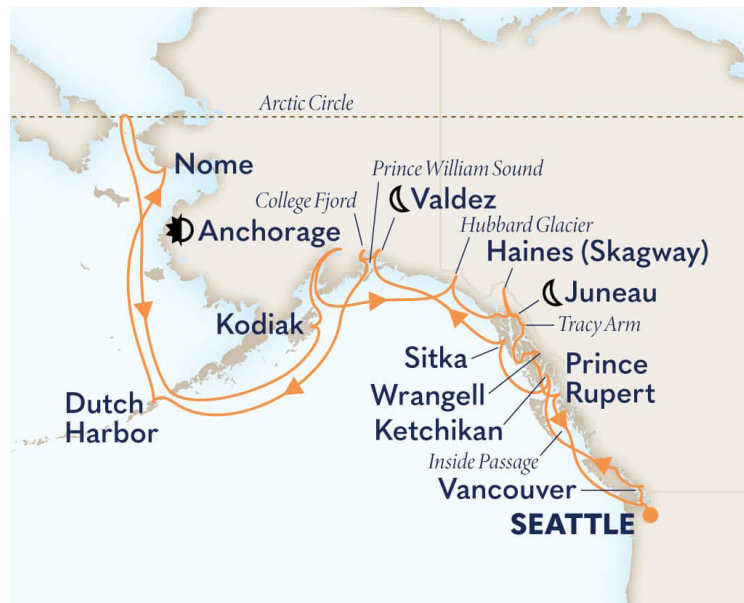 Arctic Circle
Nome
Prince William Sound
College Fjord
Valdez
Hubbard Glacier
Anchorage
Haines (Skagway)
Juneau
Kodiak
Tracy Arm
Sitka
Prince
Rupert
Wrangell
Dutch
Harbor
Ketchikan
Inside Passage
Vancouver
SEATTLE